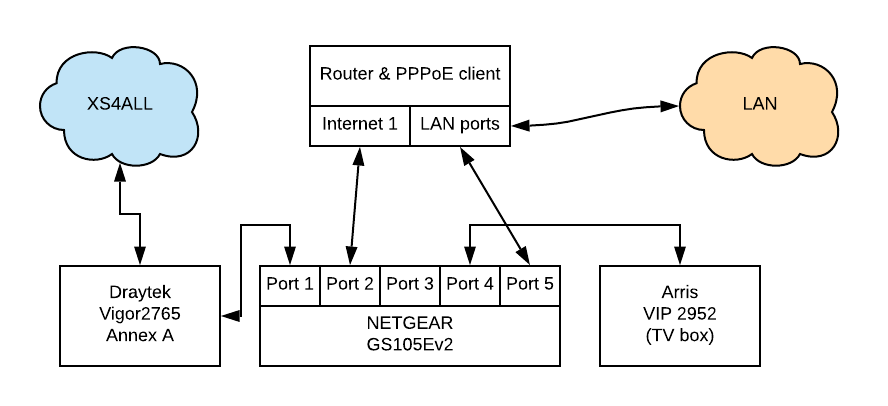 XS4ALL
Router & PPPoE client
Internet 1
LAN ports
LAN
Draytek
Vigor2765
Annex A
Port 1
Port 2
Port 3
Port 4
Port 5
NETGEAR
GS105Ev2
Arris
VIP 2952
(TV box)